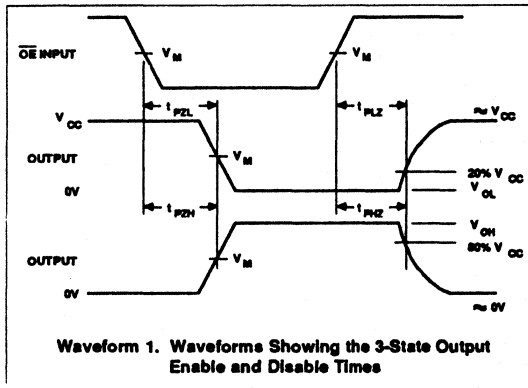 OE INPUT
V M
V M
t PZL
t PLZ
V CC
≈ V CC
OUTPUT
V M
20% V CC
0V
V OL
t PZH
t PHZ
V OH
80% V CC
OUTPUT
V M
0V
≈ 0V
Waveform 1. Waveforms Showing the 3-State Output
Enable and Disable Times